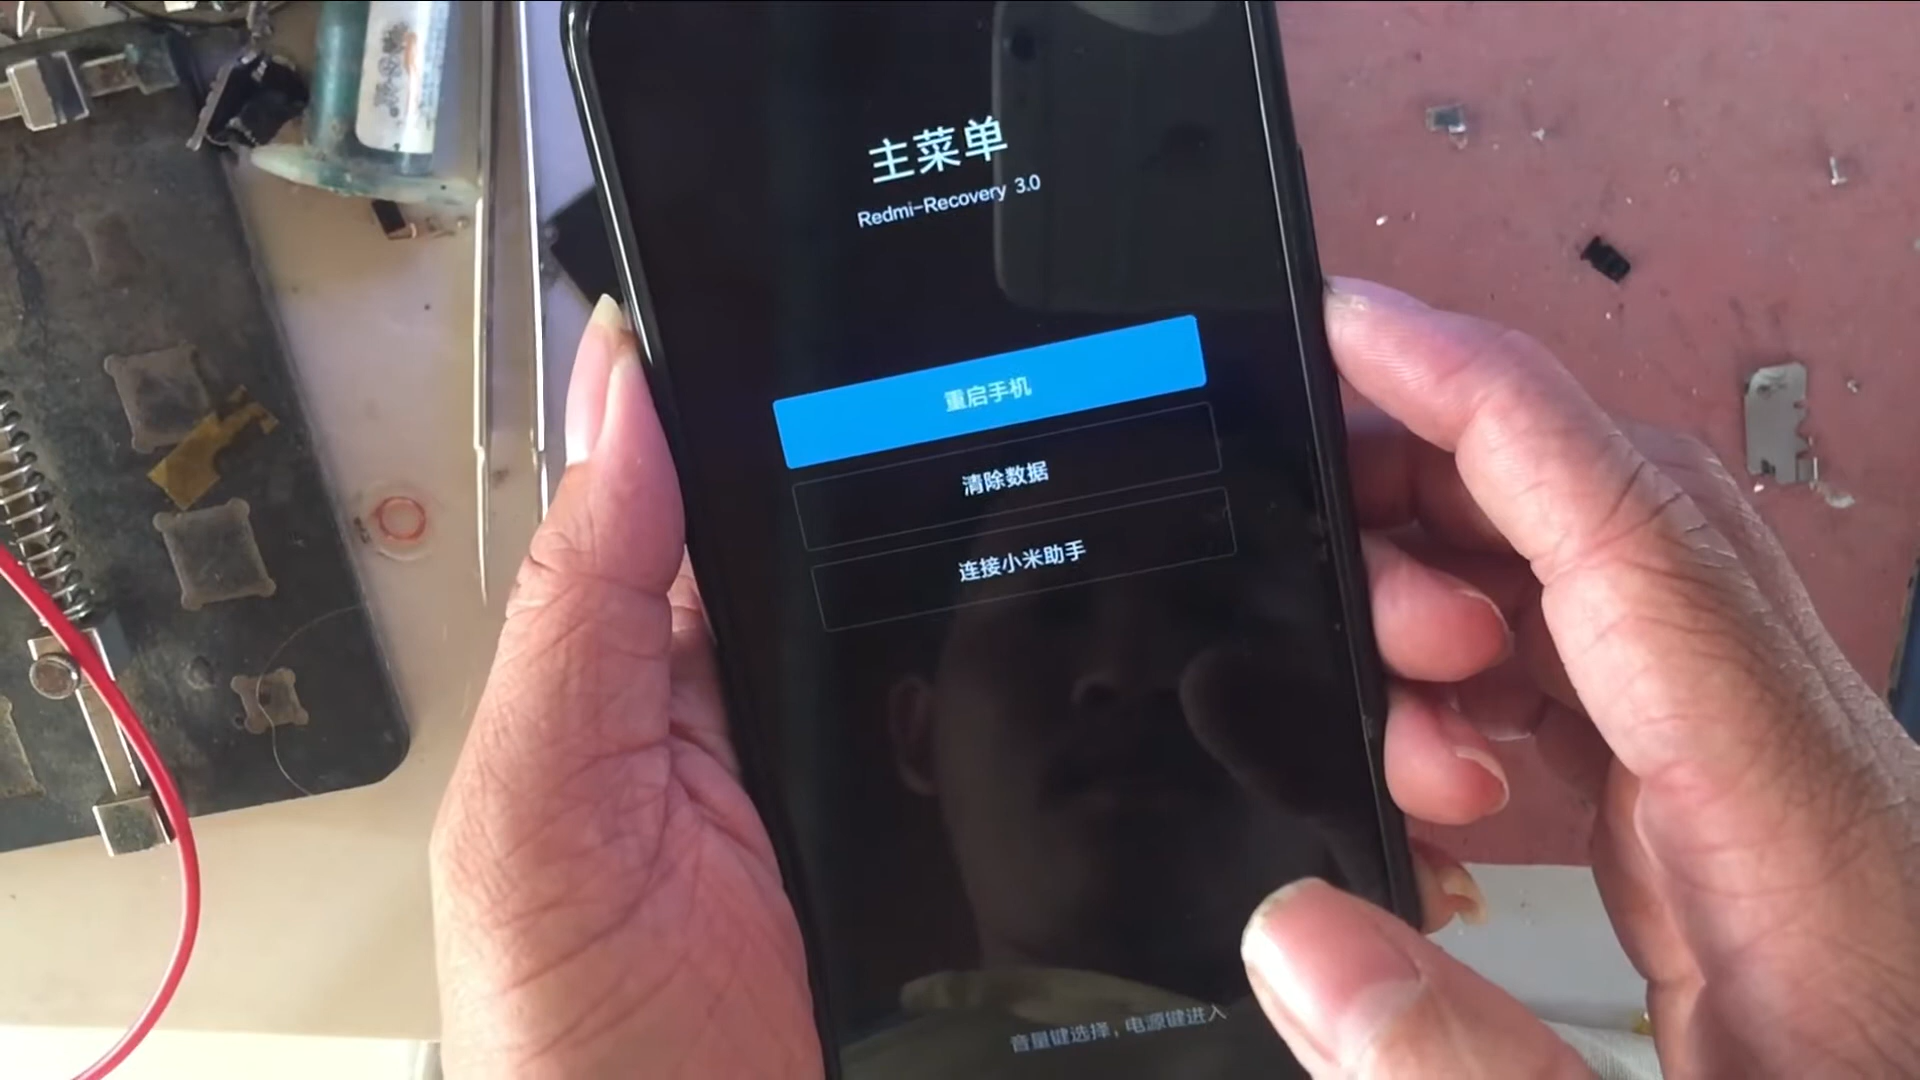 主菜单
Redmi-Recovery 3.0
重启手机
清除数据
连接小米助手
音量键选择，电源键进入